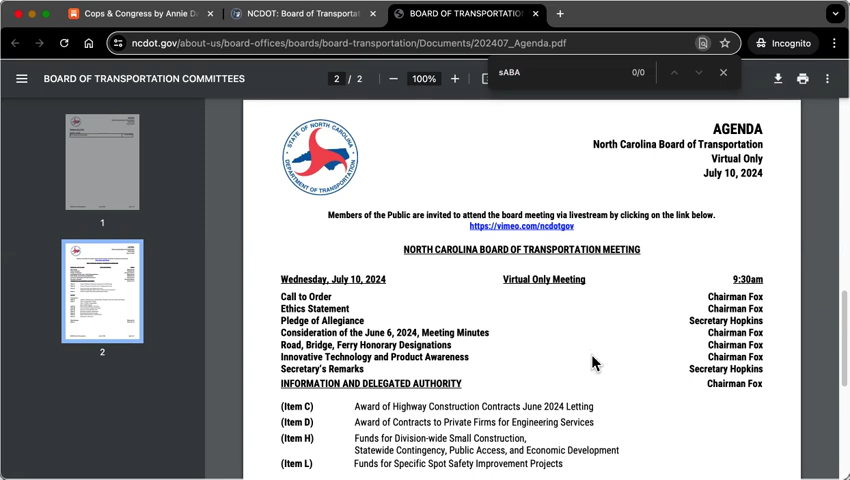 Cops & Congress by Annie D
NCDOT: Board of Transportat
BOARD OF TRANSPORTATIO
ncdot.gov/about-us/board-offices/boards/board-transportation/Documents/202407_Agenda.pdf
Incognito
sABA
0/0
BOARD OF TRANSPORTATION COMMITTEES
2 / 2
100%
1
2
STATE OF NORTH CAROLINA
DEPARTMENT OF TRANSPORTATION
AGENDA
North Carolina Board of Transportation
Virtual Only
July 10, 2024
Members of the Public are invited to attend the board meeting via livestream by clicking on the link below.
https://vimeo.com/ncdotgov
NORTH CAROLINA BOARD OF TRANSPORTATION MEETING
Wednesday, July 10, 2024 Virtual Only Meeting 9:30am
Call to Order Chairman Fox
Ethics Statement Chairman Fox
Pledge of Allegiance Secretary Hopkins
Consideration of the June 6, 2024, Meeting Minutes Chairman Fox
Road, Bridge, Ferry Honorary Designations Chairman Fox
Innovative Technology and Product Awareness Chairman Fox
Secretary's Remarks Secretary Hopkins
INFORMATION AND DELEGATED AUTHORITY Chairman Fox
(Item C) Award of Highway Construction Contracts June 2024 Letting
(Item D) Award of Contracts to Private Firms for Engineering Services
(Item H) Funds for Division-wide Small Construction,
Statewide Contingency, Public Access, and Economic Development
(Item L) Funds for Specific Spot Safety Improvement Projects